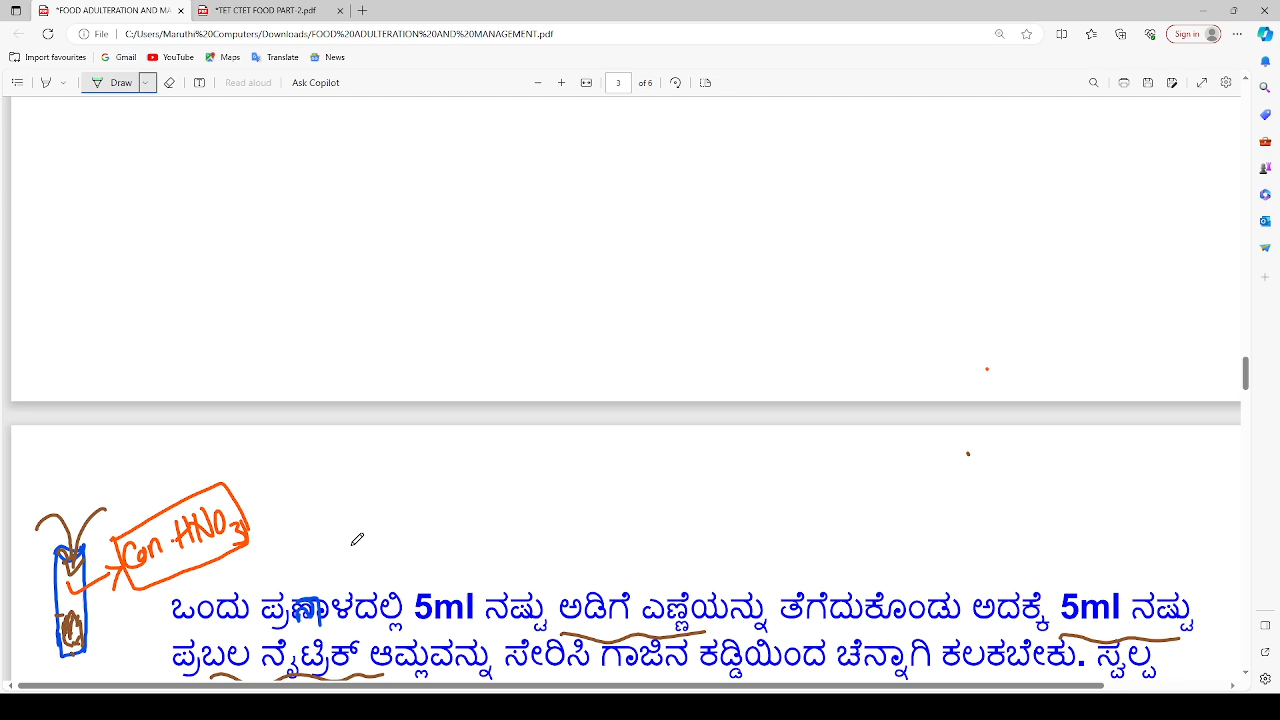 *FOOD ADULTERATION AND MA
*TET CTET FOOD PART-2.pdf
File
C:/Users/Maruthi%20Computers/Downloads/FOOD%20ADULTERATION%20AND%20MANAGEMENT.pdf
Sign in
Import favourites
Gmail
YouTube
Maps
Translate
News
Draw
Read aloud
Ask Copilot
3 of 6
Con.HNO3
ಒಂದು ಪ್ರಣಾಳದಲ್ಲಿ 5ml ನಷ್ಟು ಅಡಿಗೆ ಎಣ್ಣೆಯನ್ನು ತೆಗೆದುಕೊಂಡು ಅದಕ್ಕೆ 5ml ನಷ್ಟು
ಪ್ರಬಲ ನೈಟ್ರಿಕ್ ಆಮ್ಲವನ್ನು ಸೇರಿಸಿ ಗಾಜಿನ ಕಡ್ಡಿಯಿಂದ ಚೆನ್ನಾಗಿ ಕಲಕಬೇಕು. ಸ್ವಲ್ಪ